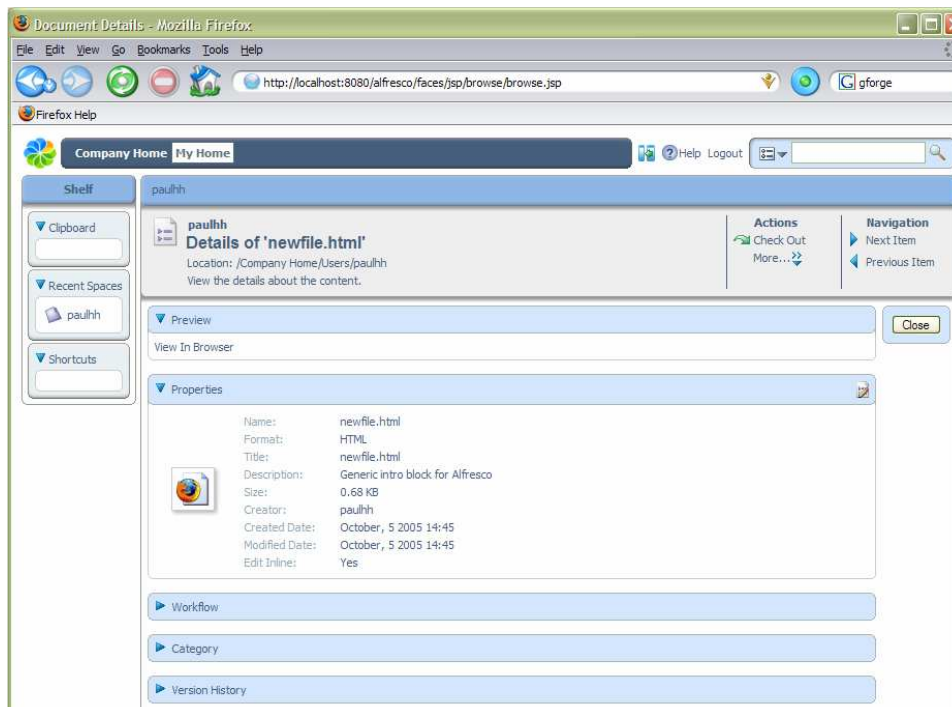 Document Details - Mozilla Firefox
File Edit View Go Bookmarks Tools Help
http://localhost:8080/alfresco/faces/jsp/browse/browse.jsp
G gforge
Firefox Help
Company Home My Home
Help Logout
Shelf
paulhh
Clipboard
Recent Spaces
paulhh
Shortcuts
paulhh
Details of 'newfile.html'
Location: /Company Home/Users/paulhh
View the details about the content.
Actions
Check Out
More...
Navigation
Next Item
Previous Item
Close
Preview
View In Browser
Properties
Name: newfile.html
Format: HTML
Title: newfile.html
Description: Generic intro block for Alfresco
Size: 0.68 KB
Creator: paulhh
Created Date: October, 5 2005 14:45
Modified Date: October, 5 2005 14:45
Edit Inline: Yes
Workflow
Category
Version History